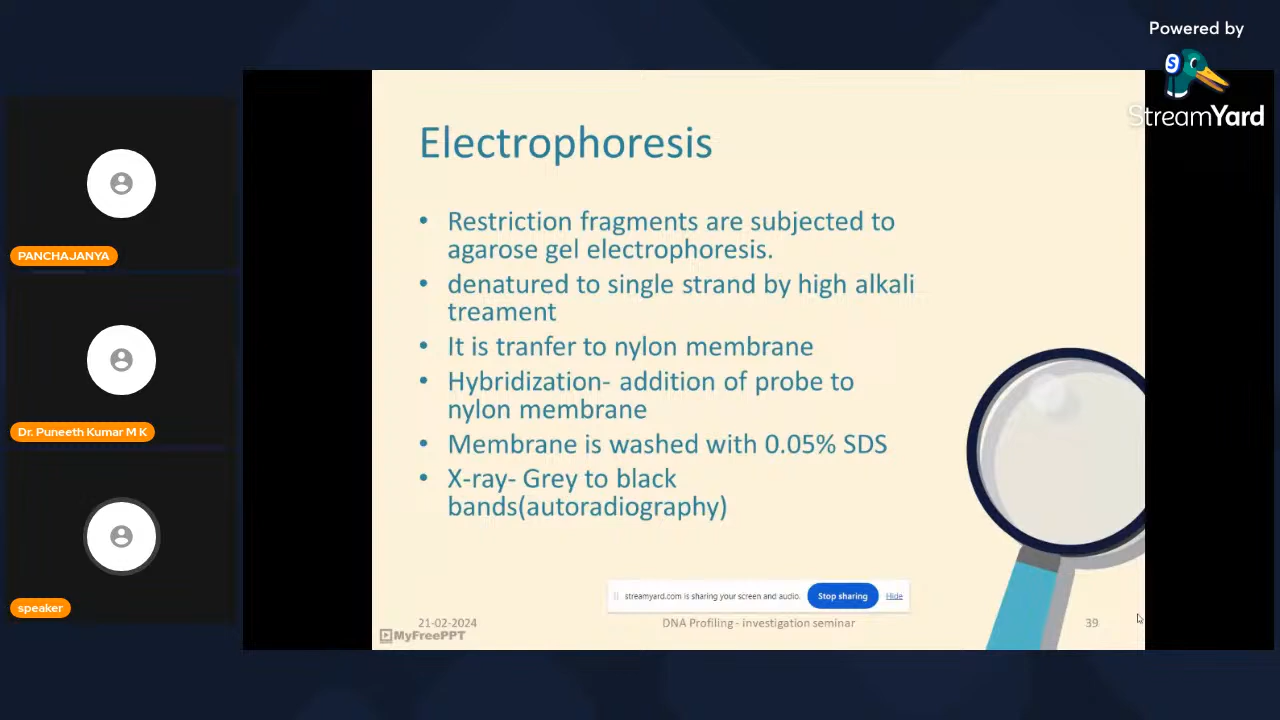 Powered by
S
StreamYard
PANCHAJANYA
Dr. Puneeth Kumar M K
speaker
Electrophoresis
• Restriction fragments are subjected to
agarose gel electrophoresis.
• denatured to single strand by high alkali
treament
• It is tranfer to nylon membrane
• Hybridization- addition of probe to
nylon membrane
• Membrane is washed with 0.05% SDS
• X-ray- Grey to black
bands(autoradiography)
streamyard.com is sharing your screen and audio. Stop sharing Hide
21-02-2024 DNA Profiling - investigation seminar 39
MyFreePPT